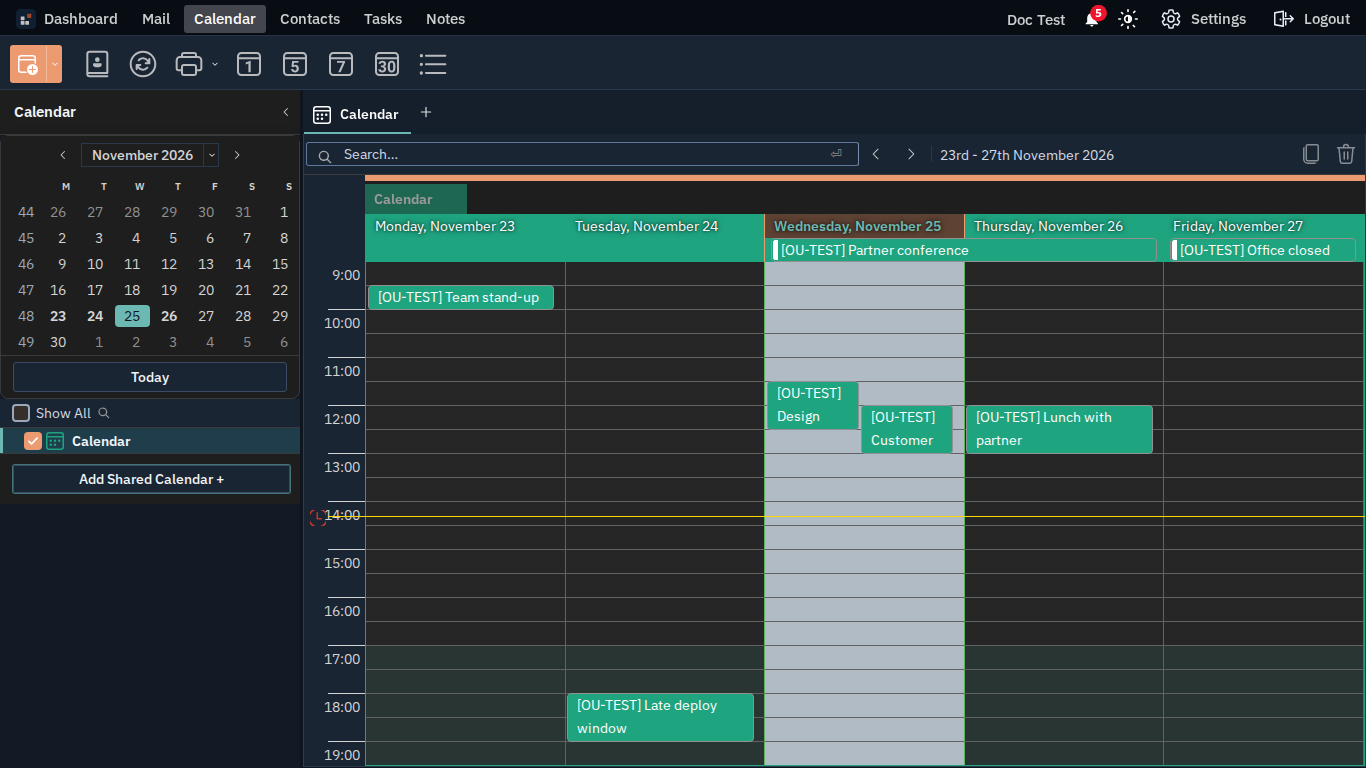 Dashboard Mail Calendar Contacts Tasks Notes Doc Test 5 Settings Logout
1 5 7 30
Calendar
Calendar +
November 2026
Search...
23rd - 27th November 2026
M T W T F S S
44 26 27 28 29 30 31 1
45 2 3 4 5 6 7 8
46 9 10 11 12 13 14 15
47 16 17 18 19 20 21 22
48 23 24 25 26 27 28 29
49 30 1 2 3 4 5 6
Today
Show All
Calendar
Add Shared Calendar +
Calendar
Monday, November 23 Tuesday, November 24 Wednesday, November 25 Thursday, November 26 Friday, November 27
[OU-TEST] Partner conference
[OU-TEST] Office closed
9:00
[OU-TEST] Team stand-up
10:00
11:00
[OU-TEST]
Design
12:00
[OU-TEST]
Customer
[OU-TEST] Lunch with
partner
13:00
14:00
15:00
16:00
17:00
18:00
[OU-TEST] Late deploy
window
19:00